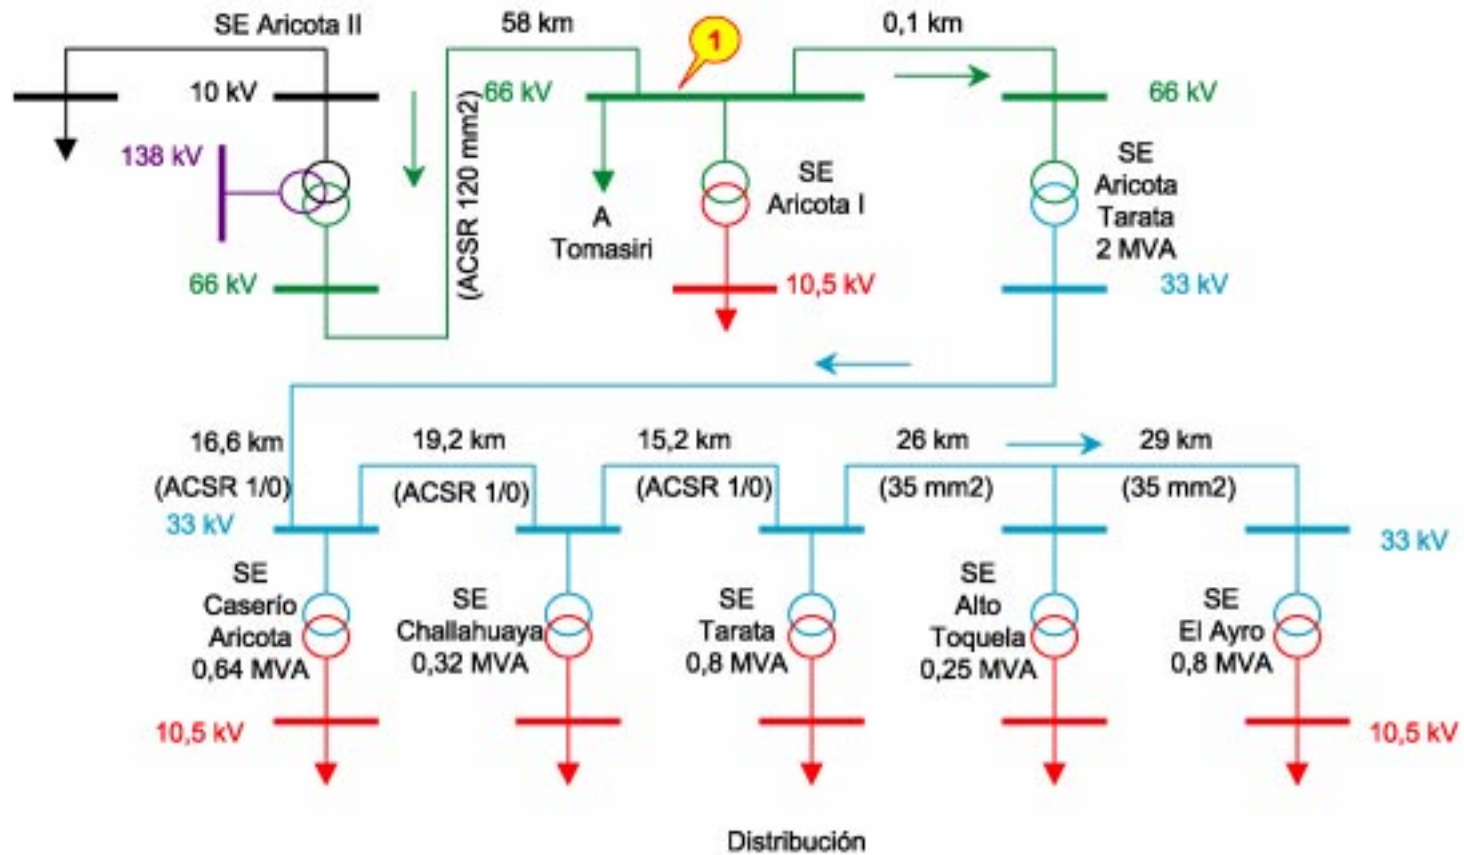 SE Aricota II
58 km
1
0,1 km
10 kV
138 kV
66 kV
(ACSR 120 mm2)
66 kV
A
Tomasiri
SE
Aricota I
10,5 kV
66 kV
SE
Aricota
Tarata
2 MVA
33 kV
16,6 km
(ACSR 1/0)
19,2 km
(ACSR 1/0)
15,2 km
(ACSR 1/0)
26 km
(35 mm2)
29 km
(35 mm2)
33 kV
33 kV
SE
Caserío
Aricota
0,64 MVA
SE
Challahuaya
0,32 MVA
SE
Tarata
0,8 MVA
SE
Alto
Toquela
0,25 MVA
SE
El Ayro
0,8 MVA
10,5 kV
10,5 kV
Distribución